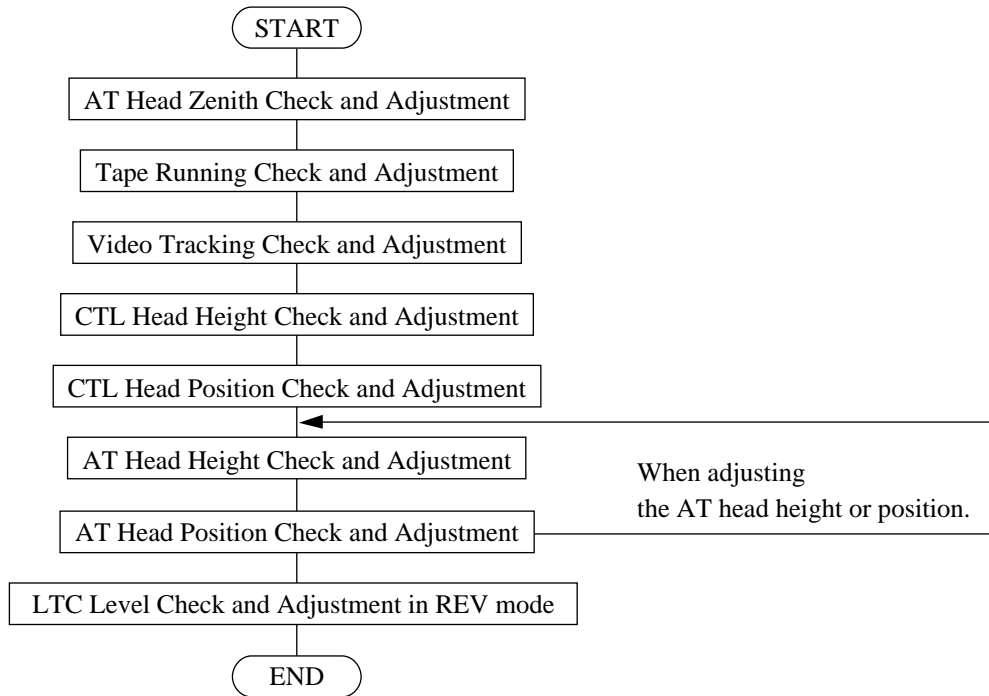 START
AT Head Zenith Check and Adjustment
Tape Running Check and Adjustment
Video Tracking Check and Adjustment
CTL Head Height Check and Adjustment
CTL Head Position Check and Adjustment
AT Head Height Check and Adjustment
When adjusting
the AT head height or position.
AT Head Position Check and Adjustment
LTC Level Check and Adjustment in REV mode
END